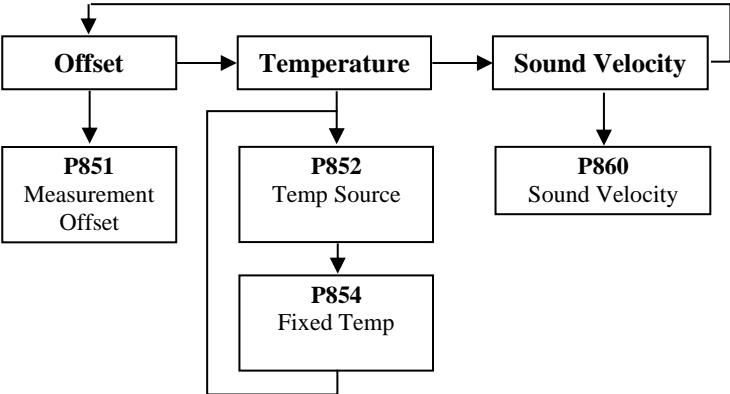 Offset
Temperature
Sound Velocity
P851
Measurement
Offset
P852
Temp Source
P860
Sound Velocity
P854
Fixed Temp